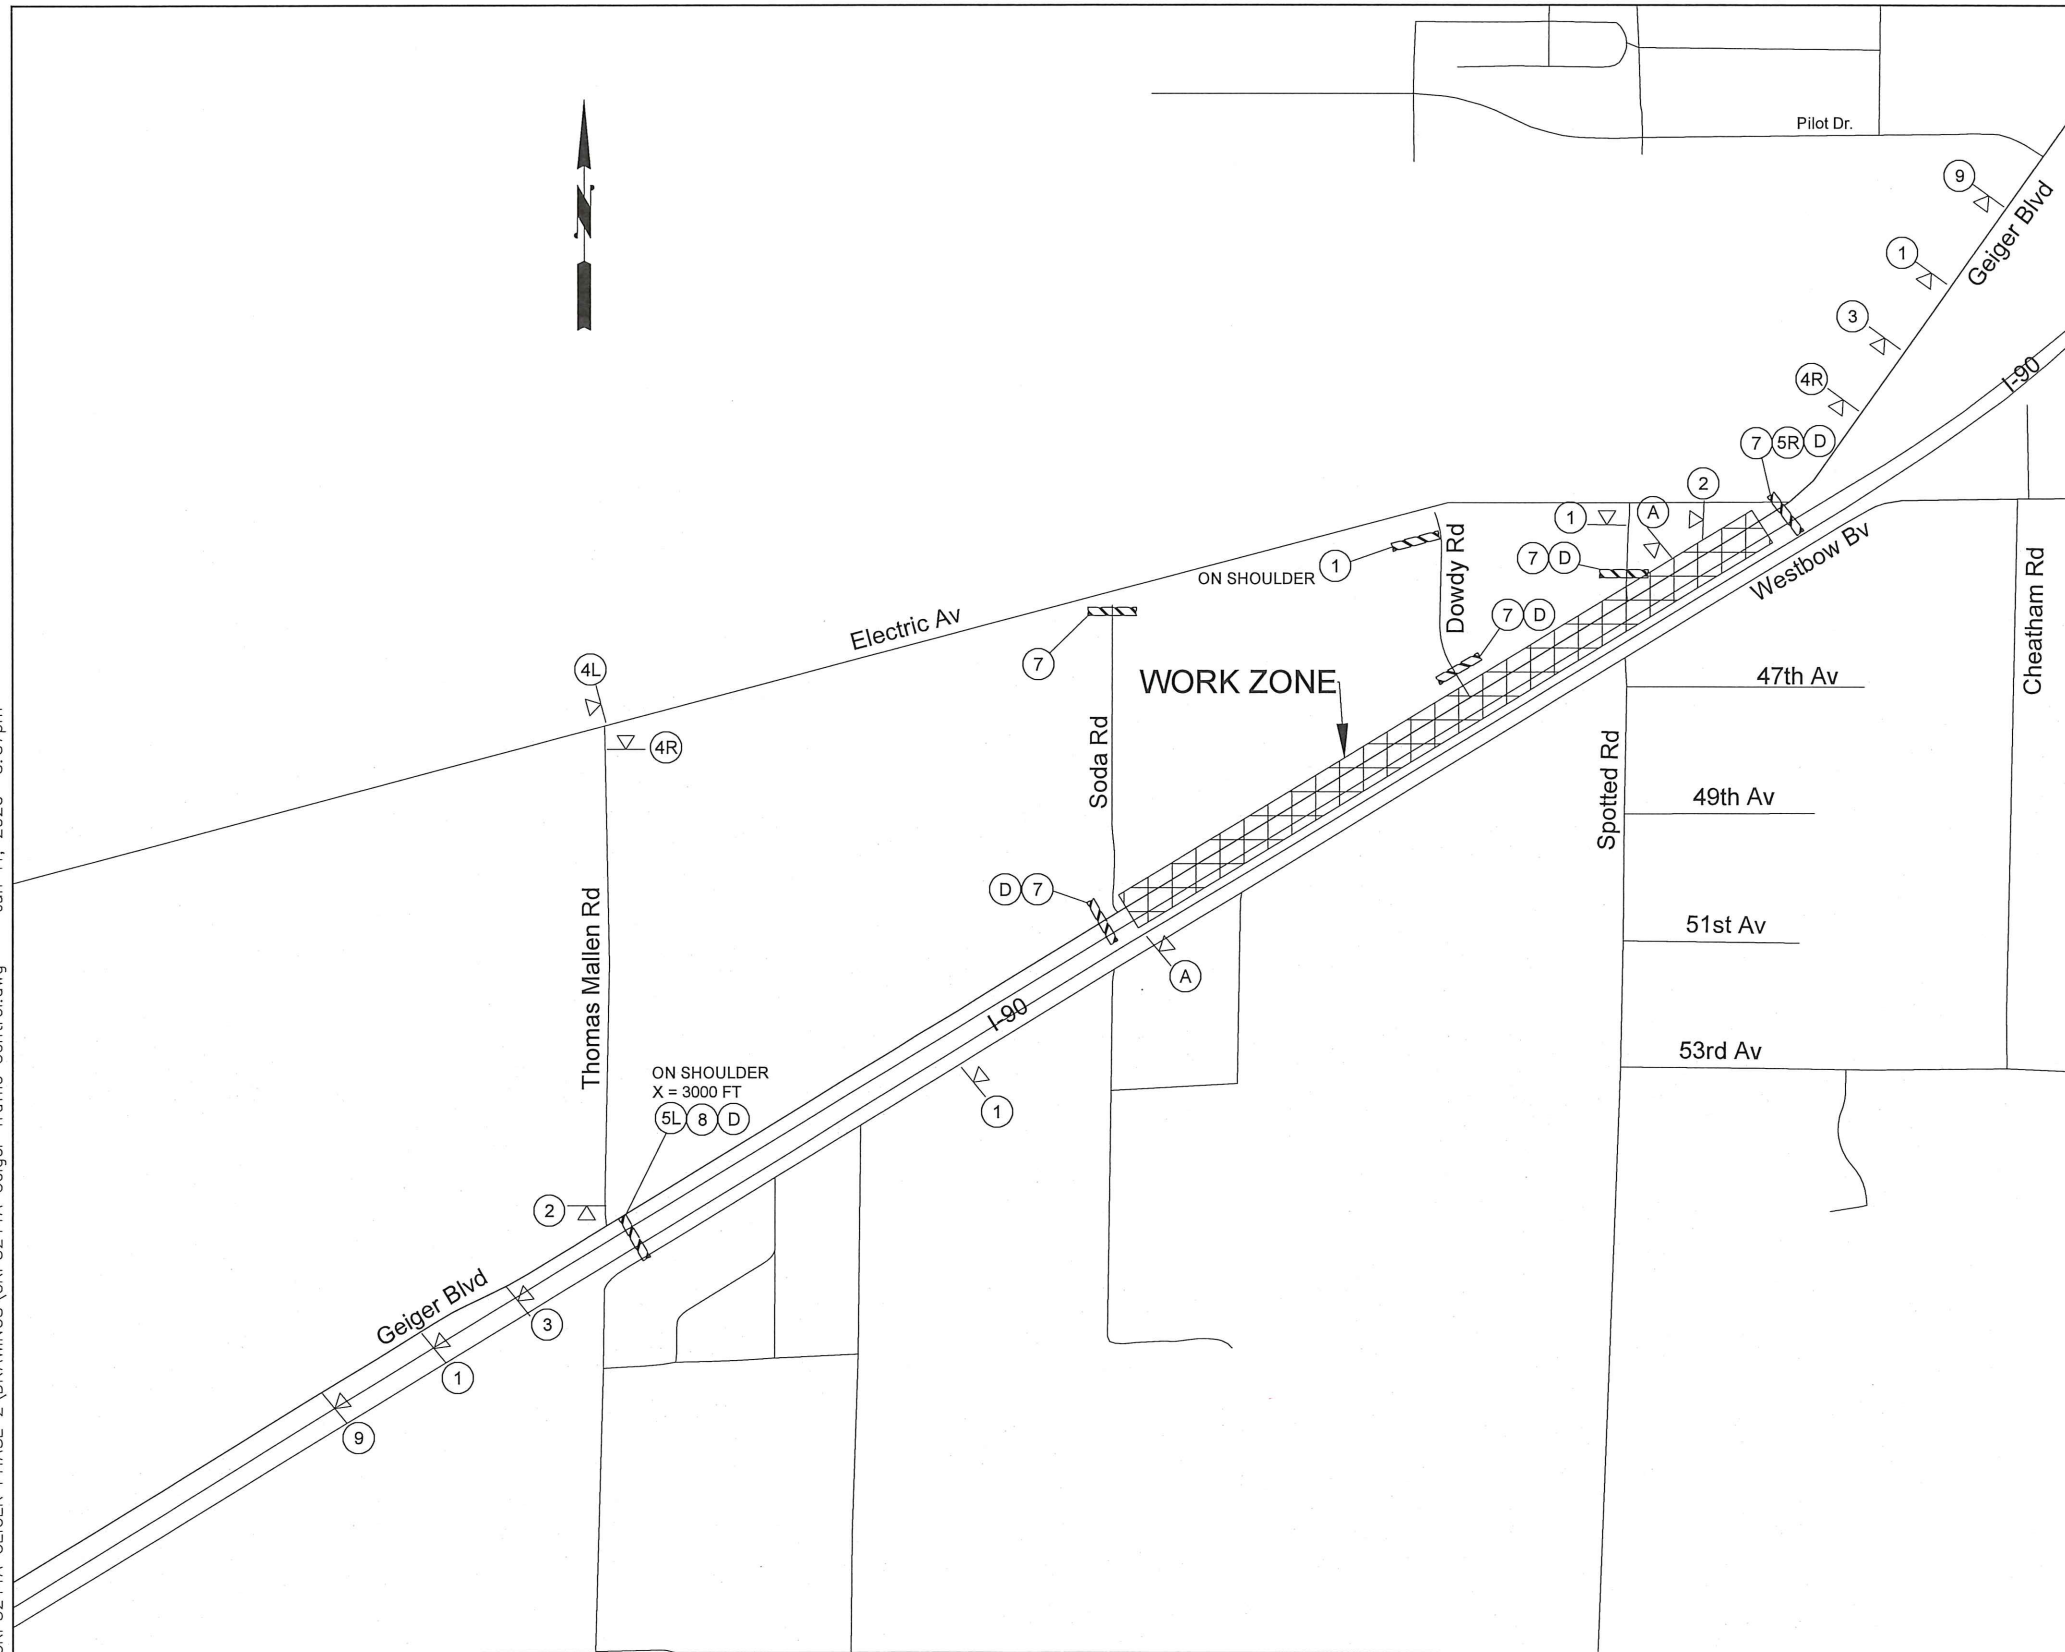 Pilot Dr.
9
Geiger Blvd
1
3
I-90
4R
7 5R D
2
A
1
Westbow Bv
7 D
Dowdy Rd
ON SHOULDER 1
7 D
Electric Av
7
4L
WORK ZONE
4R
Soda Rd
Cheatham Rd
47th Av
Spotted Rd
49th Av
D 7
51st Av
A
Thomas Mallen Rd
I-90
53rd Av
ON SHOULDER
X = 3000 FT
5L 8 D
1
2
Geiger Blvd
3
1
9
N